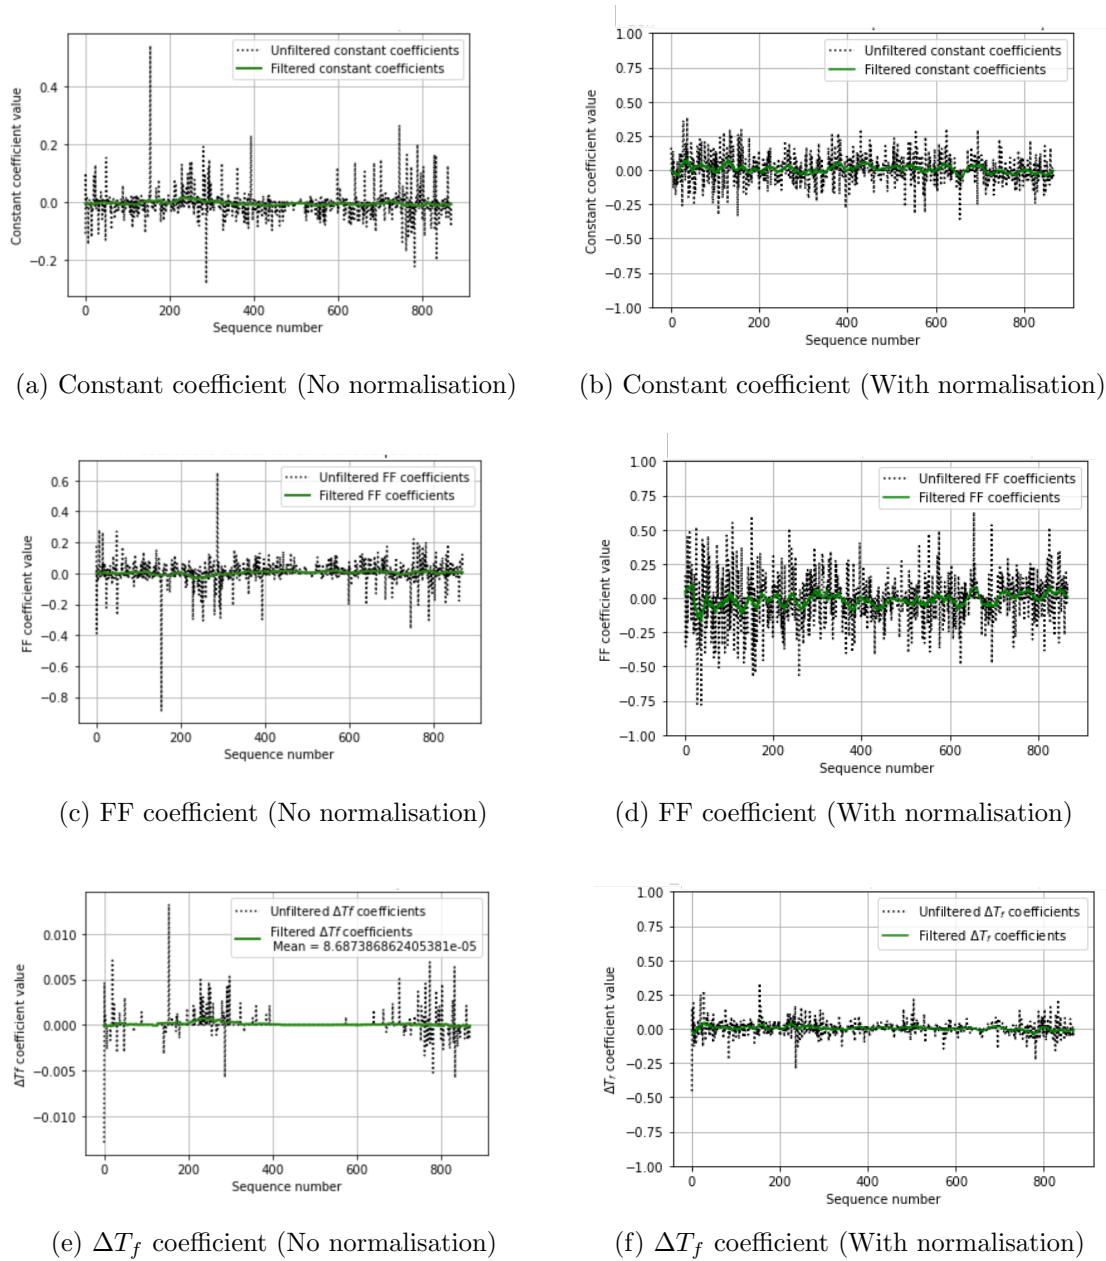 Unfiltered constant coefficients
Filtered constant coefficients
0.4
0.2
0.0
−0.2
Constant coefficient value
0 200 400 600 800
Sequence number
(a) Constant coefficient (No normalisation)
Unfiltered constant coefficients
Filtered constant coefficients
1.00
0.75
0.50
0.25
0.00
−0.25
−0.50
−0.75
−1.00
Constant coefficient value
0 200 400 600 800
Sequence number
(b) Constant coefficient (With normalisation)
Unfiltered FF coefficients
Filtered FF coefficients
0.6
0.4
0.2
0.0
−0.2
−0.4
−0.6
−0.8
FF coefficient value
0 200 400 600 800
Sequence number
(c) FF coefficient (No normalisation)
Unfiltered FF coefficients
Filtered FF coefficients
1.00
0.75
0.50
0.25
0.00
−0.25
−0.50
−0.75
−1.00
FF coefficient value
0 200 400 600 800
Sequence number
(d) FF coefficient (With normalisation)
Unfiltered ΔTf coefficients
Filtered ΔTf coefficients
Mean = 8.687386862405381e-05
0.010
0.005
0.000
−0.005
−0.010
ΔTf coefficient value
0 200 400 600 800
Sequence number
(e) ΔT_f coefficient (No normalisation)
Unfiltered ΔT_f coefficients
Filtered ΔT_f coefficients
1.00
0.75
0.50
0.25
0.00
−0.25
−0.50
−0.75
−1.00
ΔT_f coefficient value
0 200 400 600 800
Sequence number
(f) ΔT_f coefficient (With normalisation)